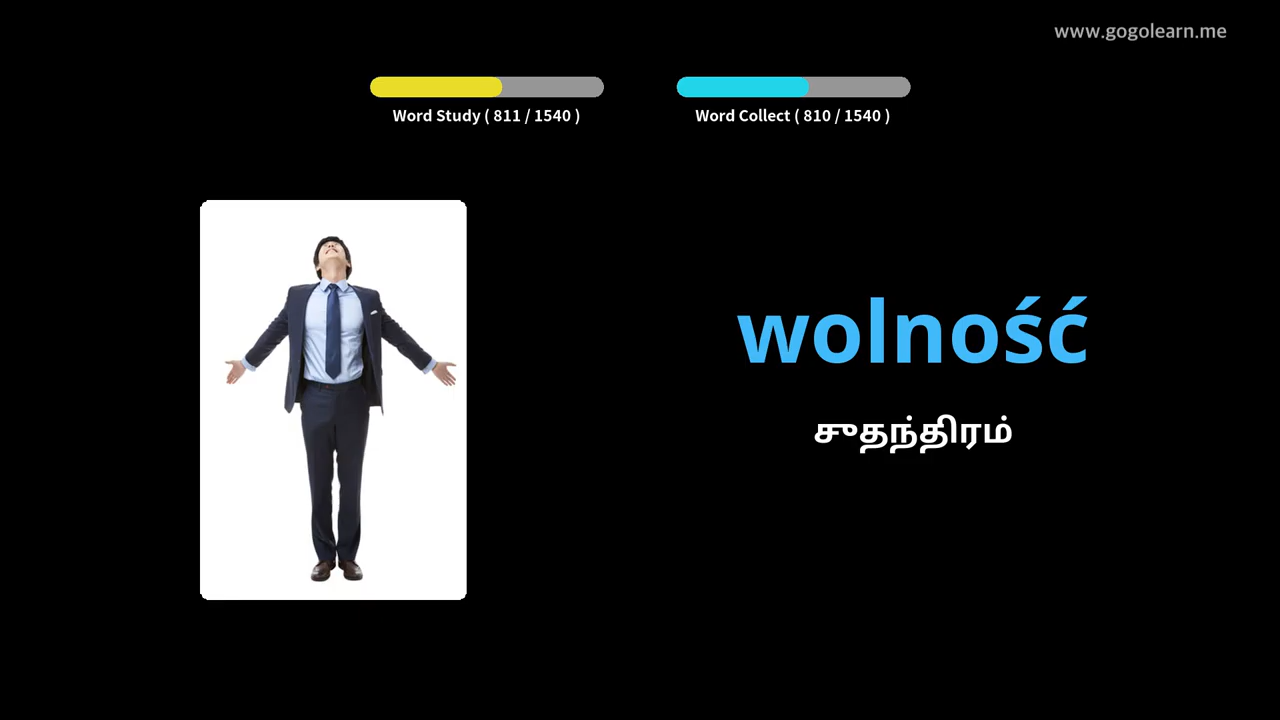 www.gogolearn.me
Word Study ( 811 / 1540 )
Word Collect ( 810 / 1540 )
wolność
சுதந்திரம்